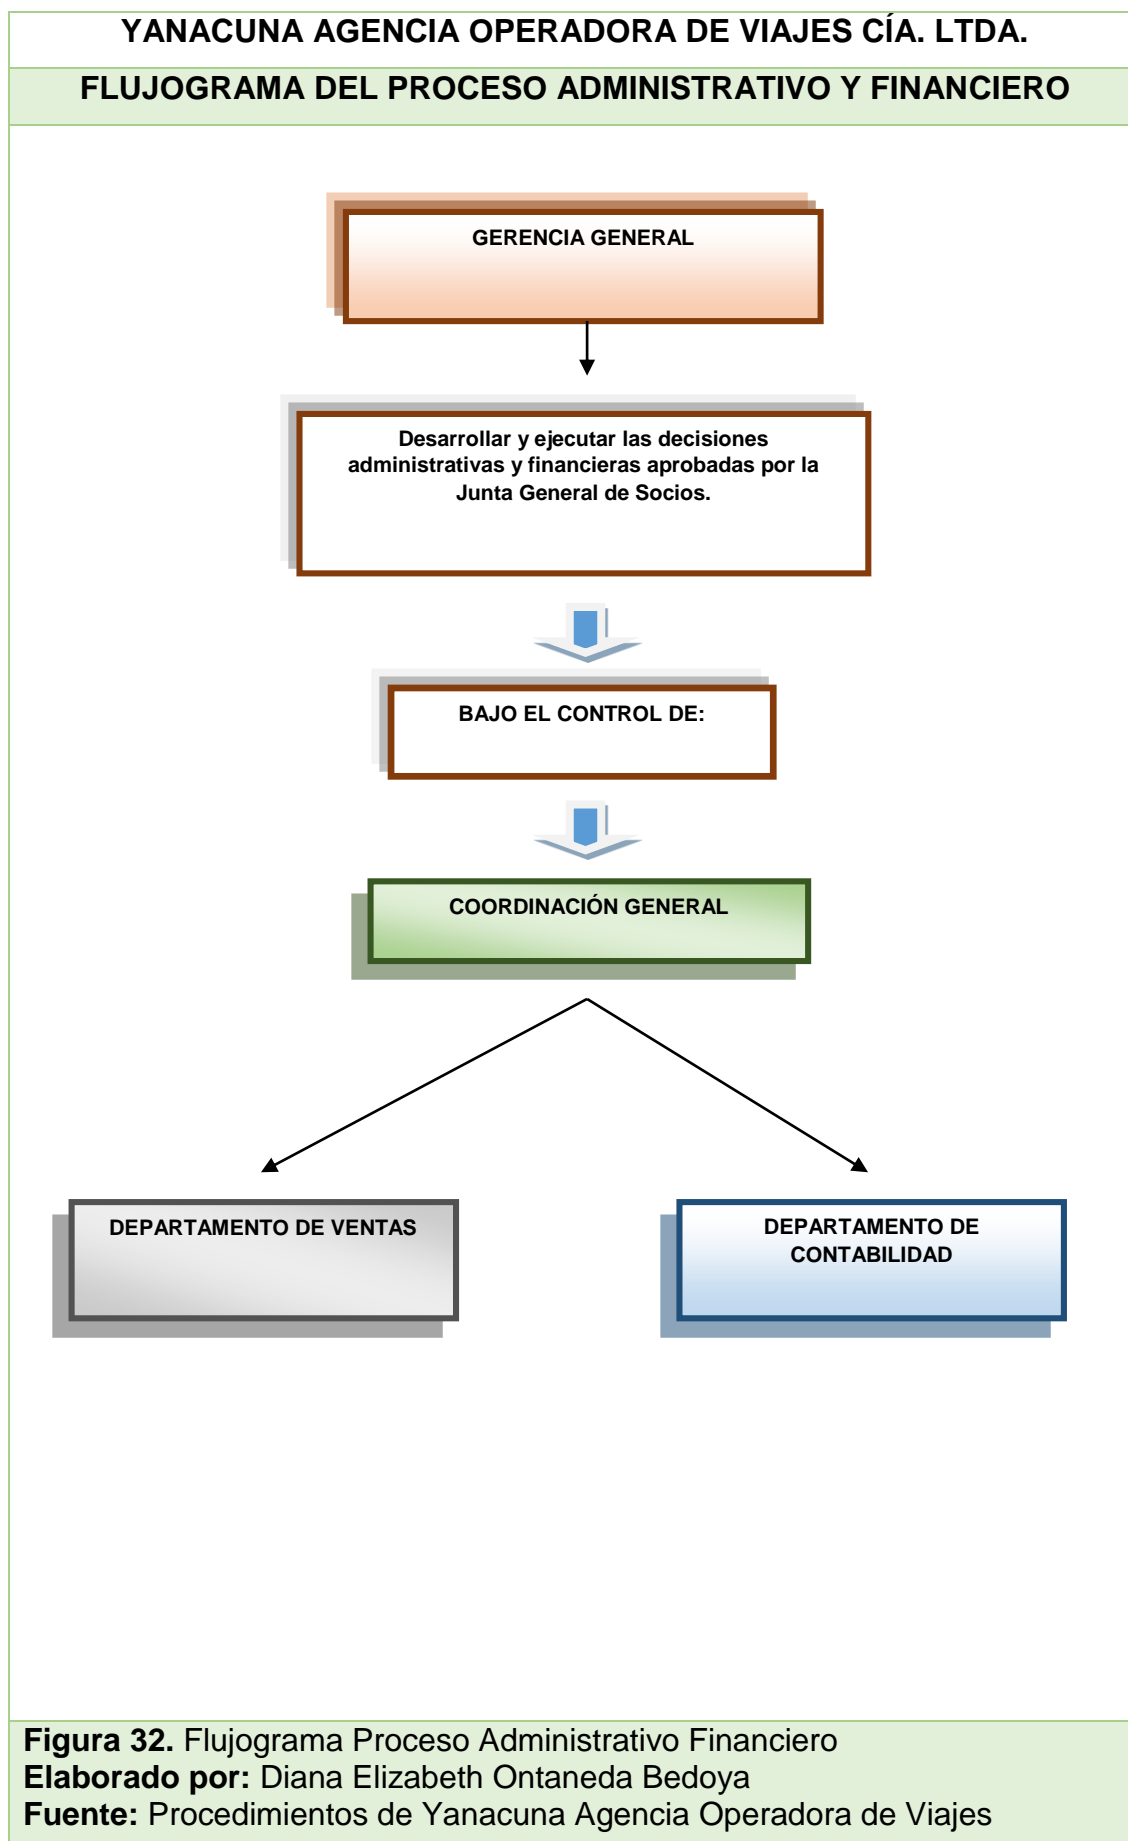 YANACUNA AGENCIA OPERADORA DE VIAJES CÍA. LTDA.
FLUJOGRAMA DEL PROCESO ADMINISTRATIVO Y FINANCIERO
GERENCIA GENERAL
Desarrollar y ejecutar las decisiones
administrativas y financieras aprobadas por la
Junta General de Socios.
BAJO EL CONTROL DE:
COORDINACIÓN GENERAL
DEPARTAMENTO DE VENTAS
DEPARTAMENTO DE
CONTABILIDAD
Figura 32. Flujograma Proceso Administrativo Financiero
Elaborado por: Diana Elizabeth Ontaneda Bedoya
Fuente: Procedimientos de Yanacuna Agencia Operadora de Viajes